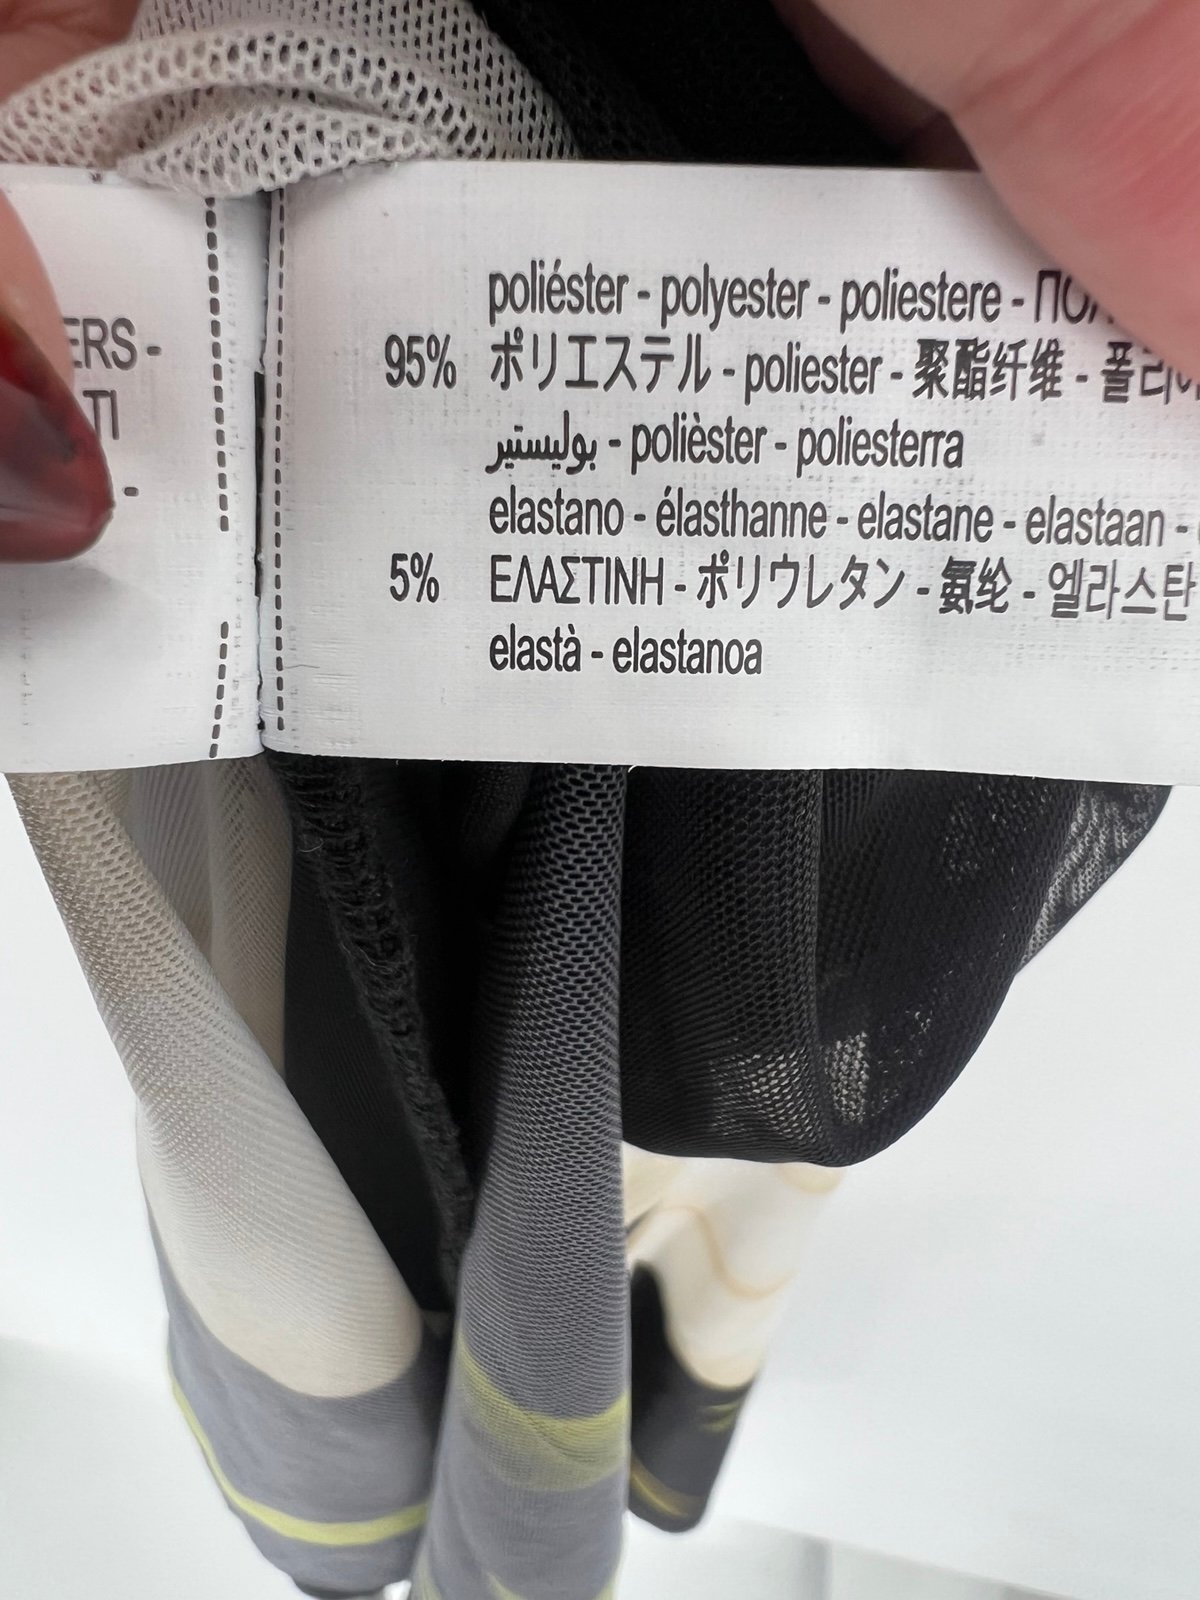 ERS -
TI
-
poliéster - polyester - poliestere -
95% ポリエステル - poliester - 聚酯纤维 - 폴리
بوليستير - polièster - poliesterra
elastano - élasthanne - elastane - elastaan -
5% ΕΛΑΣΤΙΝΗ - ポリウレタン - 氨纶 - 엘라스탄
elastà - elastanoa